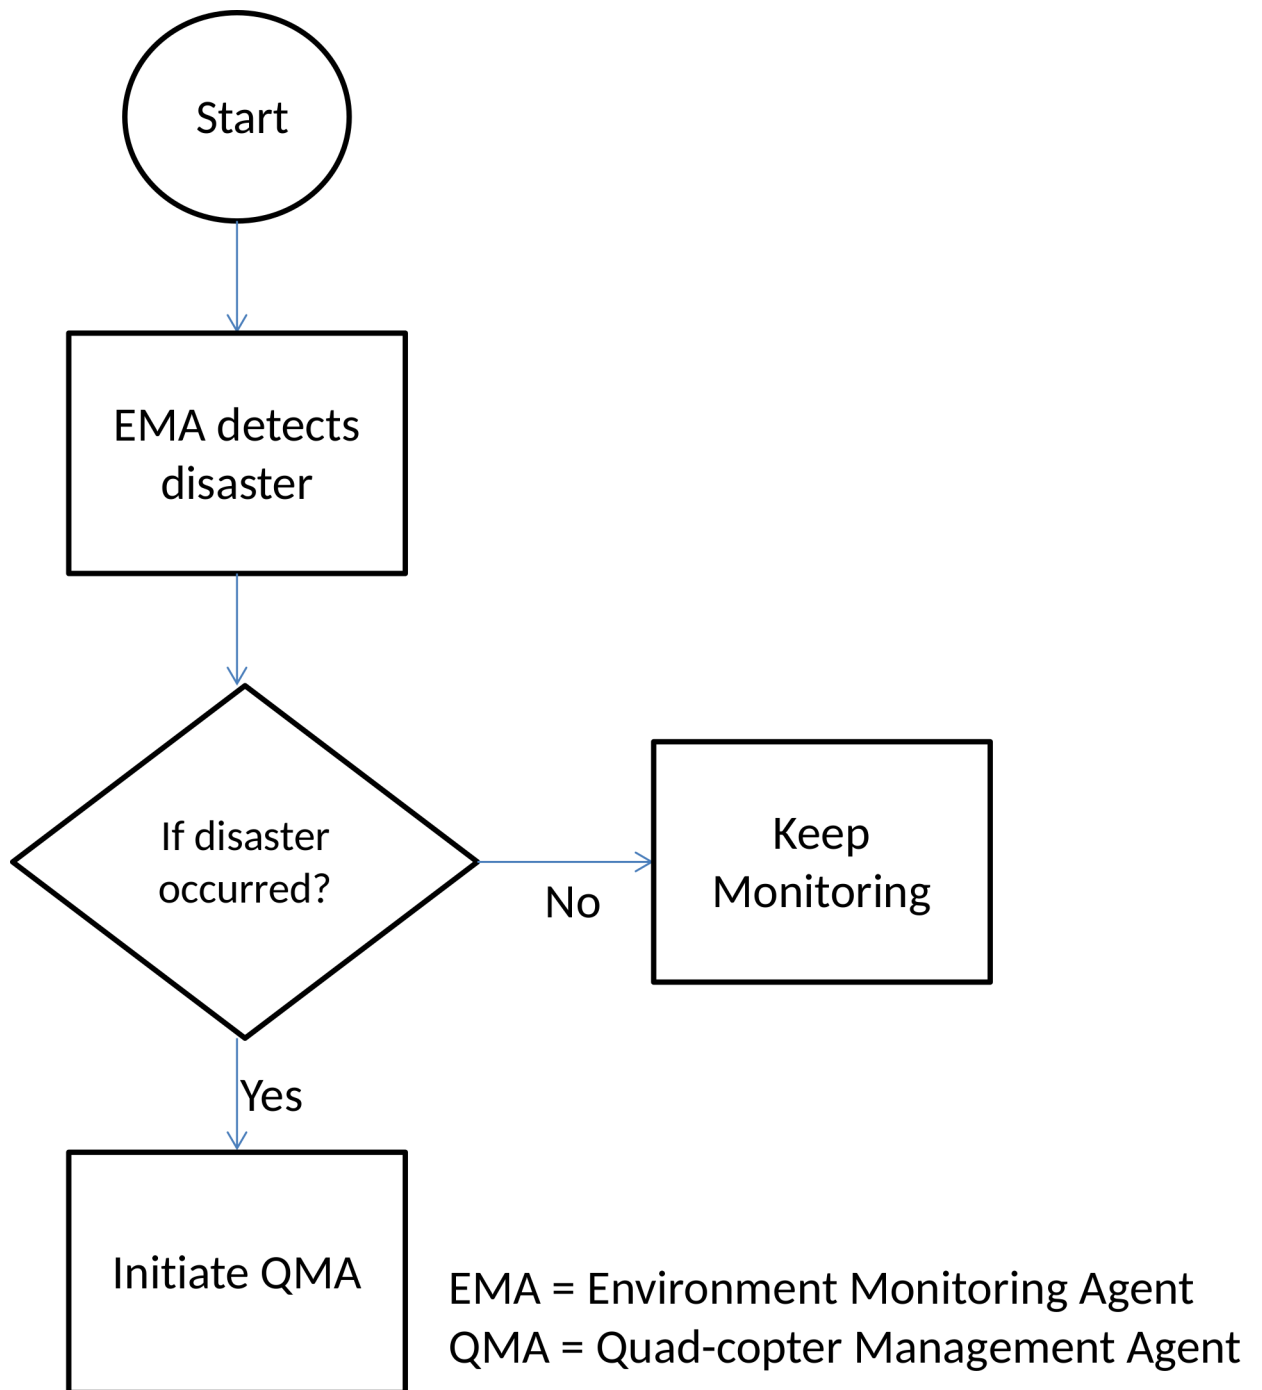 Start
EMA detects
disaster
If disaster
occurred?
No
Keep
Monitoring
Yes
Initiate QMA
EMA = Environment Monitoring Agent
QMA = Quad-copter Management Agent